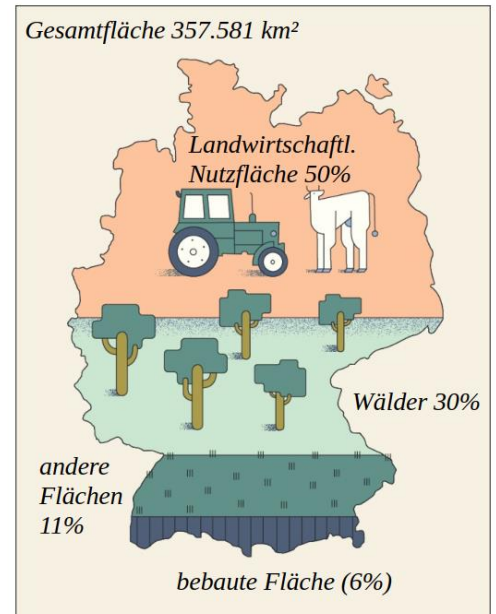 Gesamtfläche 357.581 km²
Landwirtschaftl.
Nutzfläche 50%
Wälder 30%
andere
Flächen
11%
bebaute Fläche (6%)